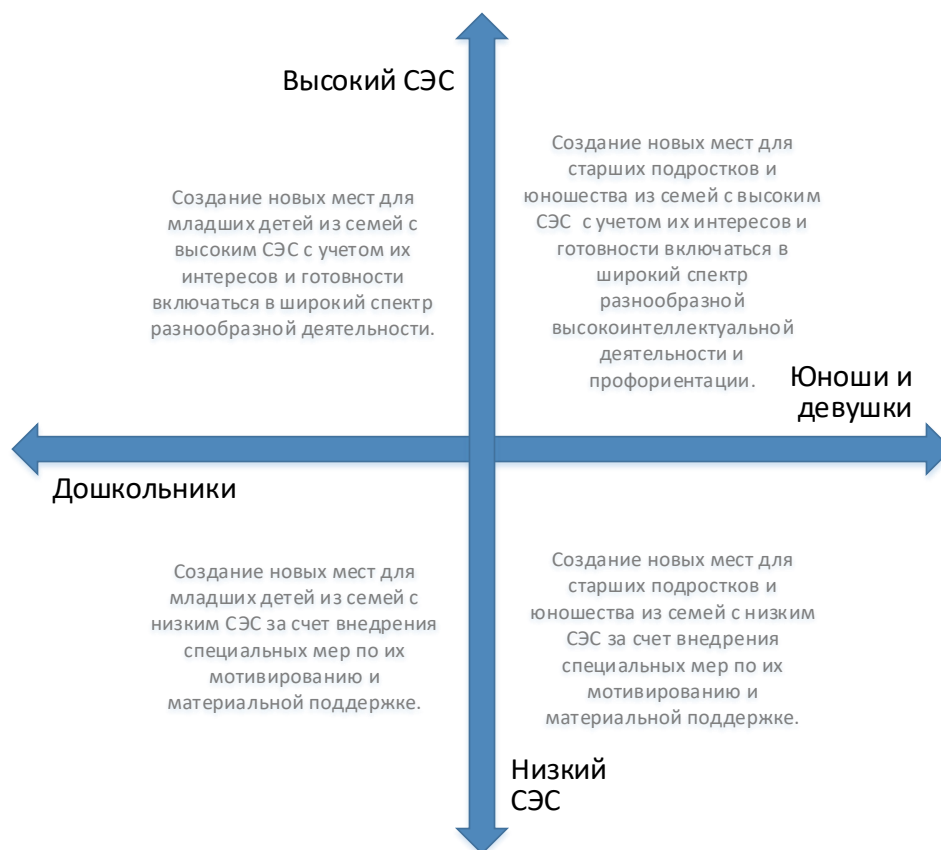 Высокий СЭС
Создание новых мест для
младших детей из семей с
высоким СЭС с учетом их
интересов и готовности
включаться в широкий спектр
разнообразной деятельности.
Создание новых мест для
старших подростков и
юношества из семей с высоким
СЭС с учетом их интересов и
готовности включаться в
широкий спектр
разнообразной
высокоинтеллектуальной
деятельности и
профориентации.
Юноши и
девушки
Дошкольники
Создание новых мест для
младших детей из семей с
низким СЭС за счет внедрения
специальных мер по их
мотивированию и
материальной поддержке.
Создание новых мест для
старших подростков и
юношества из семей с низким
СЭС за счет внедрения
специальных мер по их
мотивированию и
материальной поддержке.
Низкий
СЭС